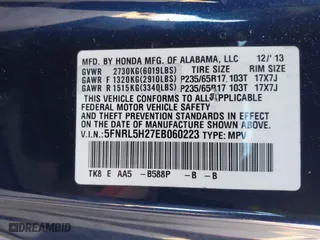 MFD. BY HONDA MFG. OF ALABAMA, LLC 12/'13
GVWR 2730KG(6019LBS) TIRE SIZE RIM SIZE
GAWR F 1320KG(2910LBS) P235/65R17 103T 17X7J
GAWR R 1515KG(3340LBS) P235/65R17 103T 17X7J
THIS VEHICLE CONFORMS TO ALL APPLICABLE
FEDERAL MOTOR VEHICLE SAFETY AND
THEFT PREVENTION STANDARDS IN EFFECT ON
THE DATE OF MANUFACTURE SHOWN ABOVE.
V.I.N: 5FNRL5H27EB060223 TYPE: MPV
TK8 E AA5 -B588P -B -B